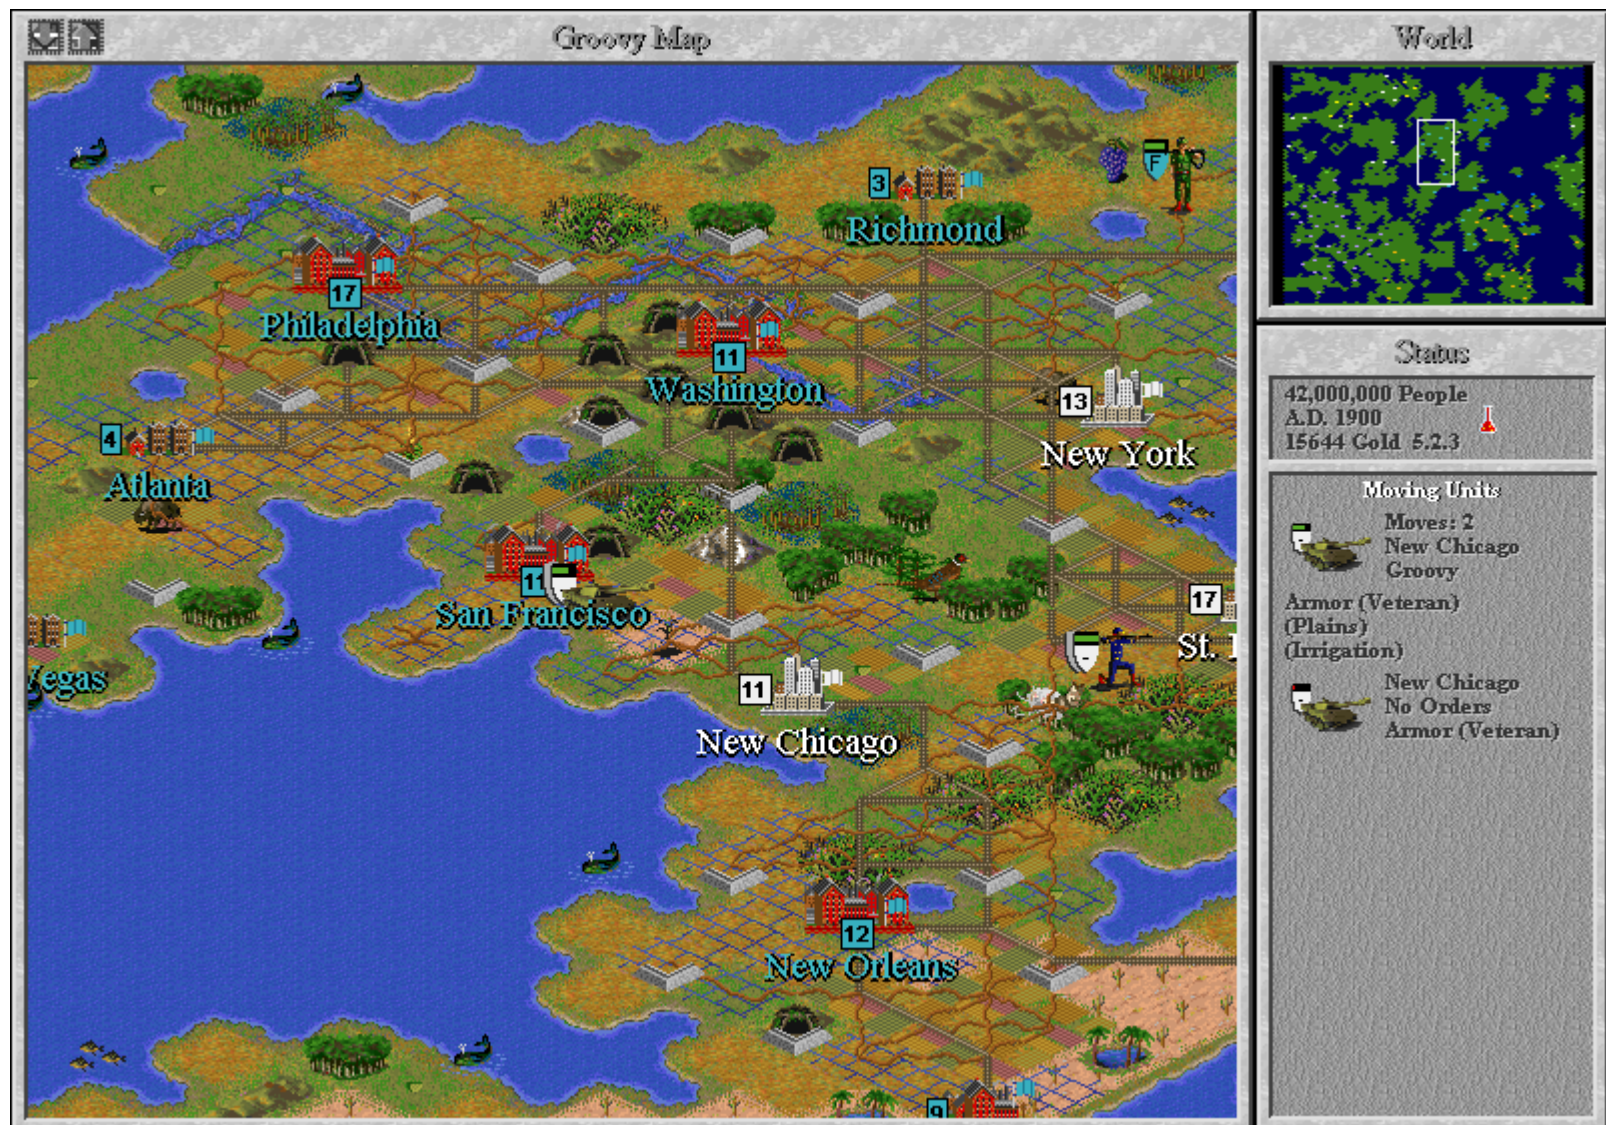 Groovy Map
World
3
F
Richmond
17
Philadelphia
11
Washington
13
New York
4
Atlanta
11
San Francisco
17
St.
Vegas
11
New Chicago
12
New Orleans
9
Status
42,000,000 People
A.D. 1900
15644 Gold 5.2.3
Moving Units
Moves: 2
New Chicago
Groovy
Armor (Veteran)
(Plains)
(Irrigation)
New Chicago
No Orders
Armor (Veteran)